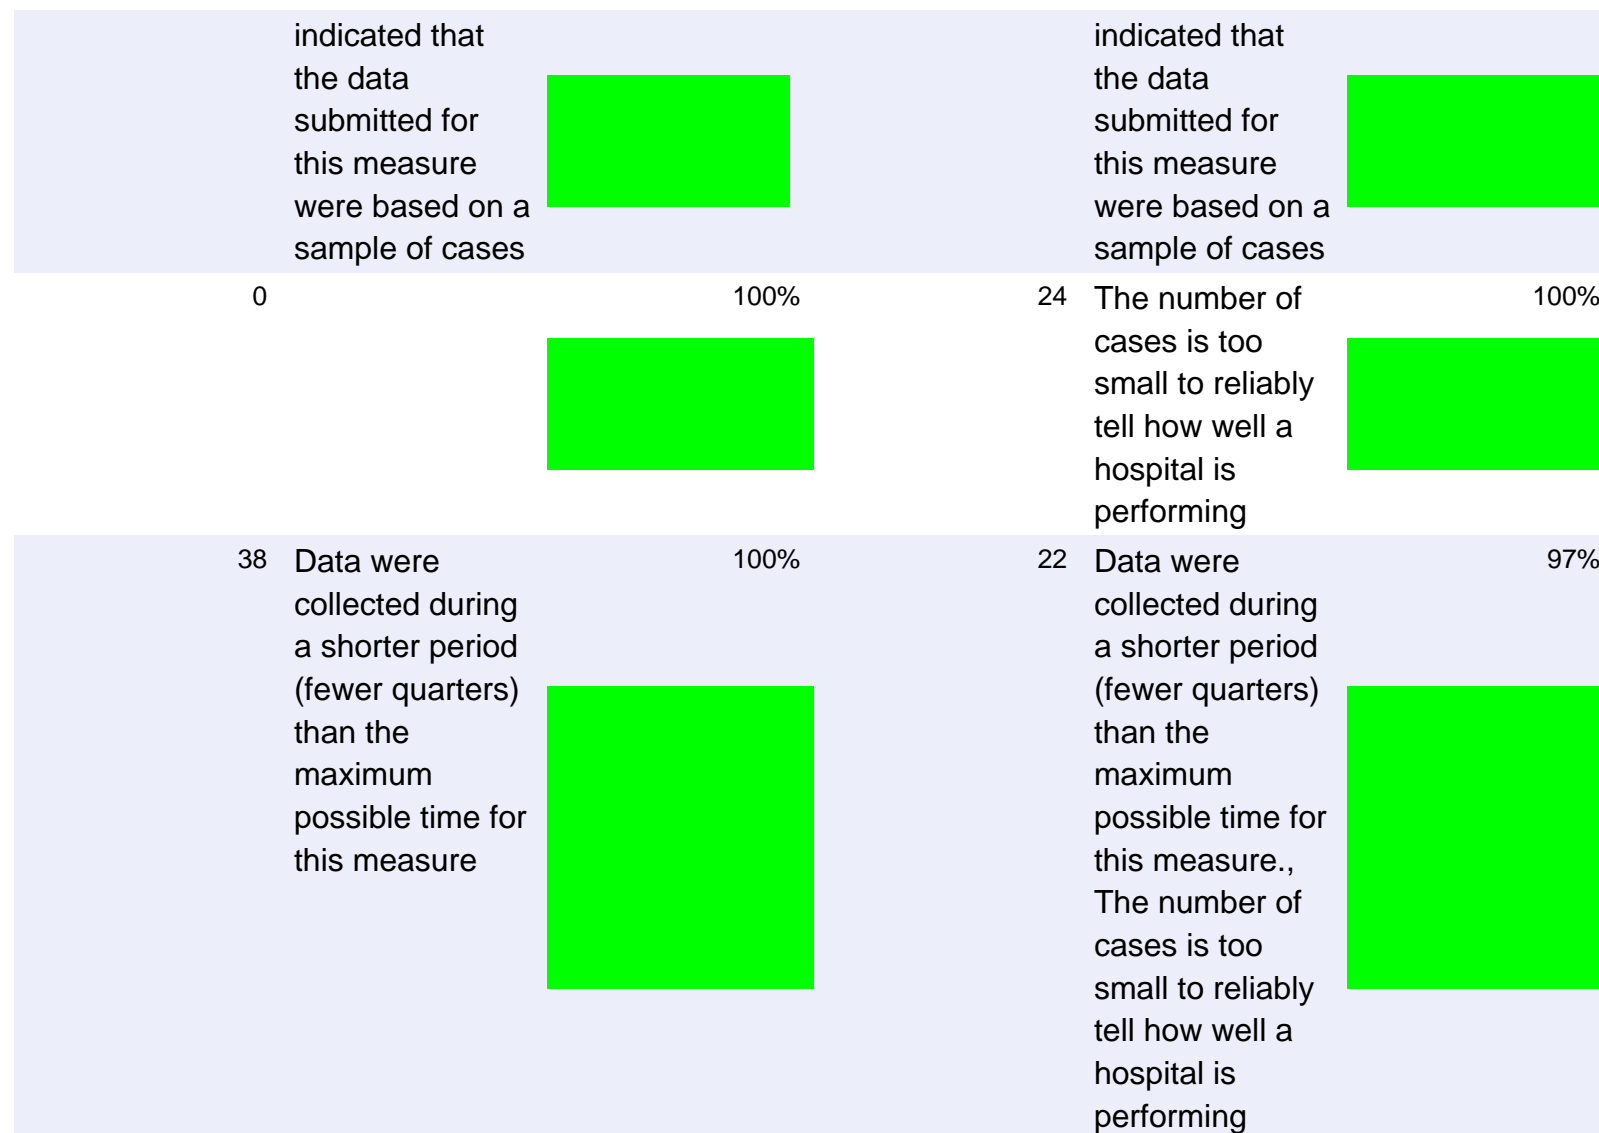 indicated that
the data
submitted for
this measure
were based on a
sample of cases
indicated that
the data
submitted for
this measure
were based on a
sample of cases
0
100%
24
The number of
cases is too
small to reliably
tell how well a
hospital is
performing
100%
38
Data were
collected during
a shorter period
(fewer quarters)
than the
maximum
possible time for
this measure
100%
22
Data were
collected during
a shorter period
(fewer quarters)
than the
maximum
possible time for
this measure.,
The number of
cases is too
small to reliably
tell how well a
hospital is
performing
97%